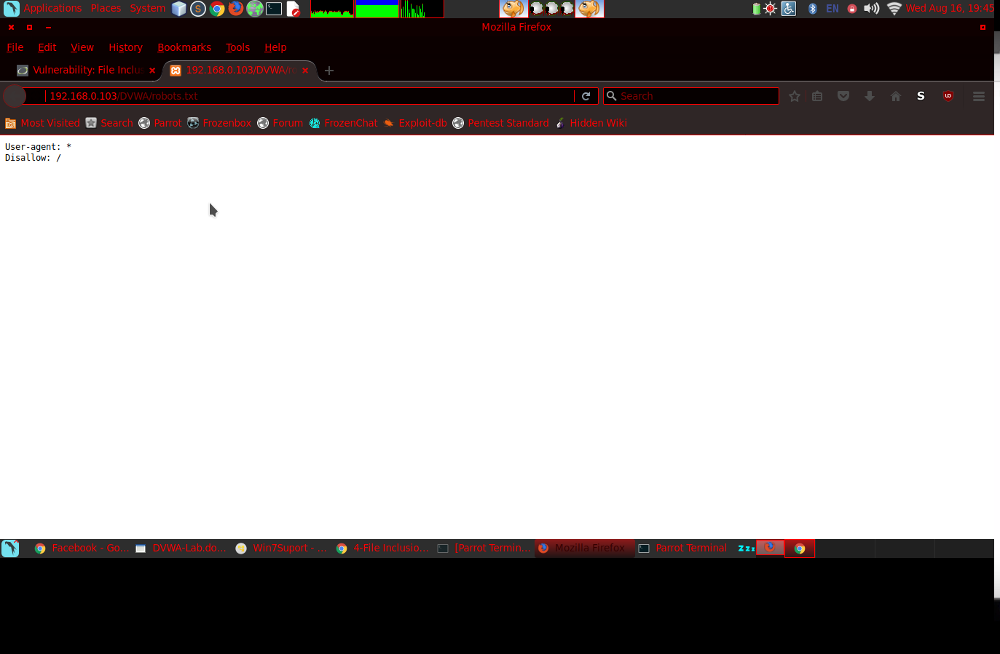 Applications Places System EN Wed Aug 16, 19:45
Mozilla Firefox
File Edit View History Bookmarks Tools Help
Vulnerability: File Inclus 192.168.0.103/DVWA/ro
192.168.0.103/DVWA/robots.txt Search S
Most Visited Search Parrot Frozenbox Forum FrozenChat Exploit-db Pentest Standard Hidden Wiki
User-agent: *
Disallow: /
Facebook - Go... DVWA-Lab.do... Win7Suport - ... 4-File Inclusio... [Parrot Termin... Mozilla Firefox Parrot Terminal zzz